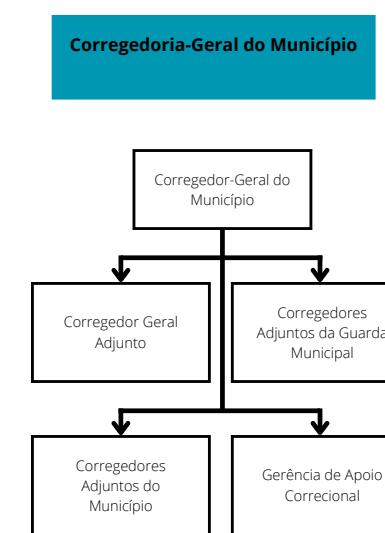 Corregedoria-Geral do Município
Corregedor-Geral do
Município
Corregedor Geral
Adjunto
Corregedores
Adjuntos da Guarda
Municipal
Corregedores
Adjuntos do
Município
Gerência de Apoio
Correcional